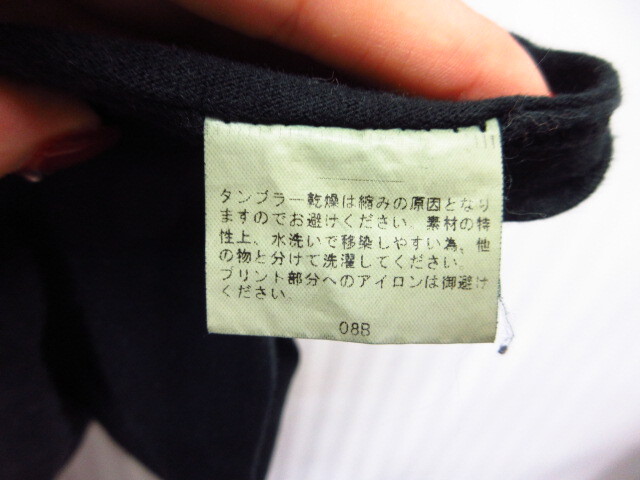 タンブラー乾燥は縮みの原因となり
ますのでお避けください。素材の特
性上、水洗いで移染しやすい為、他
の物と分けて洗濯してください。
プリント部分へのアイロンは御避け
ください。
08B